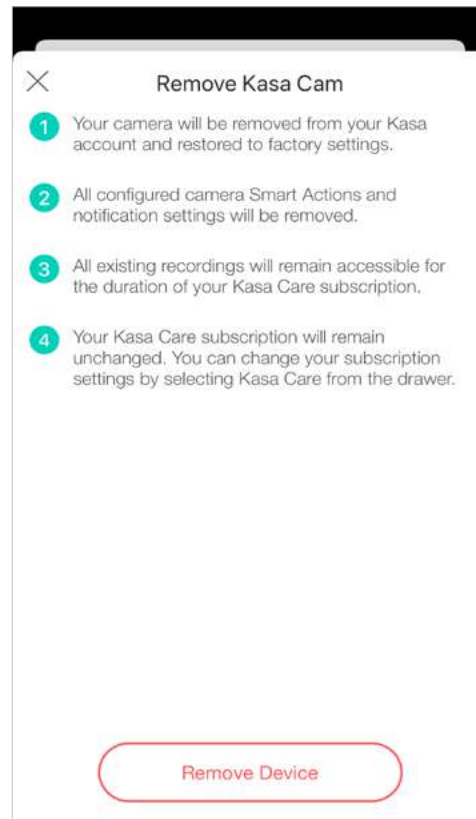 Remove Kasa Cam
1
Your camera will be removed from your Kasa
account and restored to factory settings.
2
All configured camera Smart Actions and
notification settings will be removed.
3
All existing recordings will remain accessible for
the duration of your Kasa Care subscription.
4
Your Kasa Care subscription will remain
unchanged. You can change your subscription
settings by selecting Kasa Care from the drawer.
Remove Device